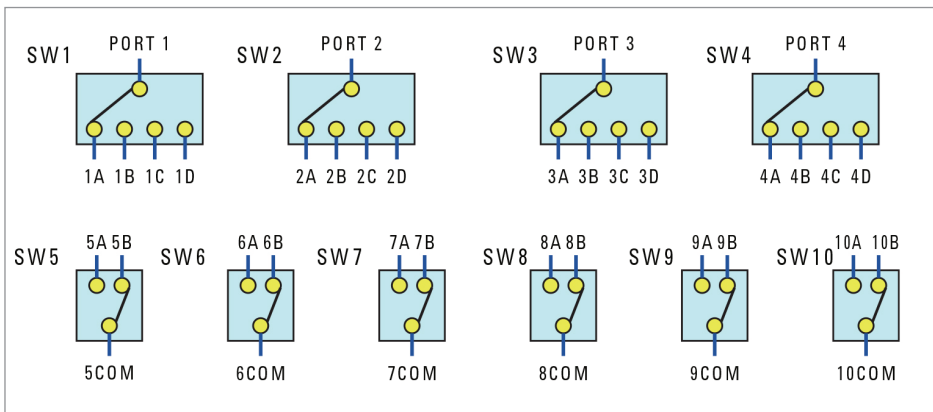 SW1 PORT 1 SW2 PORT 2 SW3 PORT 3 SW4 PORT 4
1A 1B 1C 1D 2A 2B 2C 2D 3A 3B 3C 3D 4A 4B 4C 4D
SW5 5A 5B SW6 6A 6B SW7 7A 7B SW8 8A 8B SW9 9A 9B SW10 10A 10B
5COM 6COM 7COM 8COM 9COM 10COM